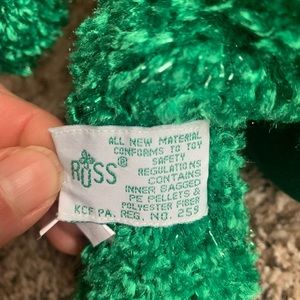 ALL NEW MATERIAL
CONFORMS TO TOY
SAFETY
REGULATIONS
CONTAINS
INNER BAGGED
PE PELLETS &
POLYESTER FIBER
KCF PA. REG. NO. 259
RUSS®